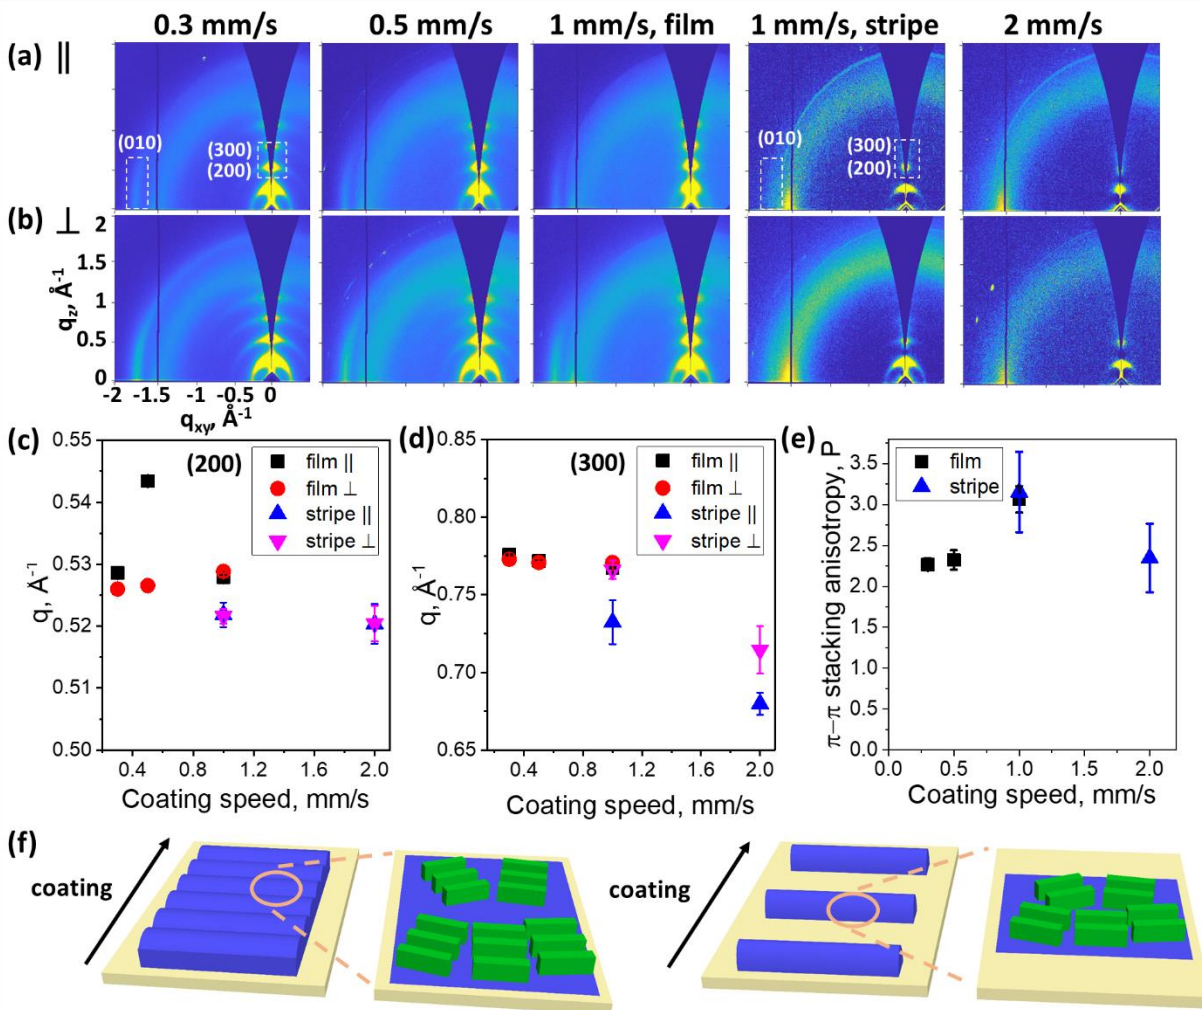 0.3 mm/s 0.5 mm/s 1 mm/s, film 1 mm/s, stripe 2 mm/s
(a) ∥
(010) (300) (010) (300)
(200) (200)
(b) ⊥
2
1.5
1
0.5
0
q_z, Å⁻¹
-2 -1.5 -1 -0.5 0
q_xy, Å⁻¹
(c)
(200)
film ∥
film ⊥
stripe ∥
stripe ⊥
0.55
0.54
0.53
0.52
0.51
0.50
q, Å⁻¹
0.4 0.8 1.2 1.6 2.0
Coating speed, mm/s
(d)
(300)
film ∥
film ⊥
stripe ∥
stripe ⊥
0.85
0.80
0.75
0.70
0.65
q, Å⁻¹
0.4 0.8 1.2 1.6 2.0
Coating speed, mm/s
(e)
film
stripe
3.5
3.0
2.5
2.0
1.5
1.0
0.5
0.0
π−π stacking anisotropy, P
0.0 0.5 1.0 1.5 2.0
Coating speed, mm/s
(f)
coating coating